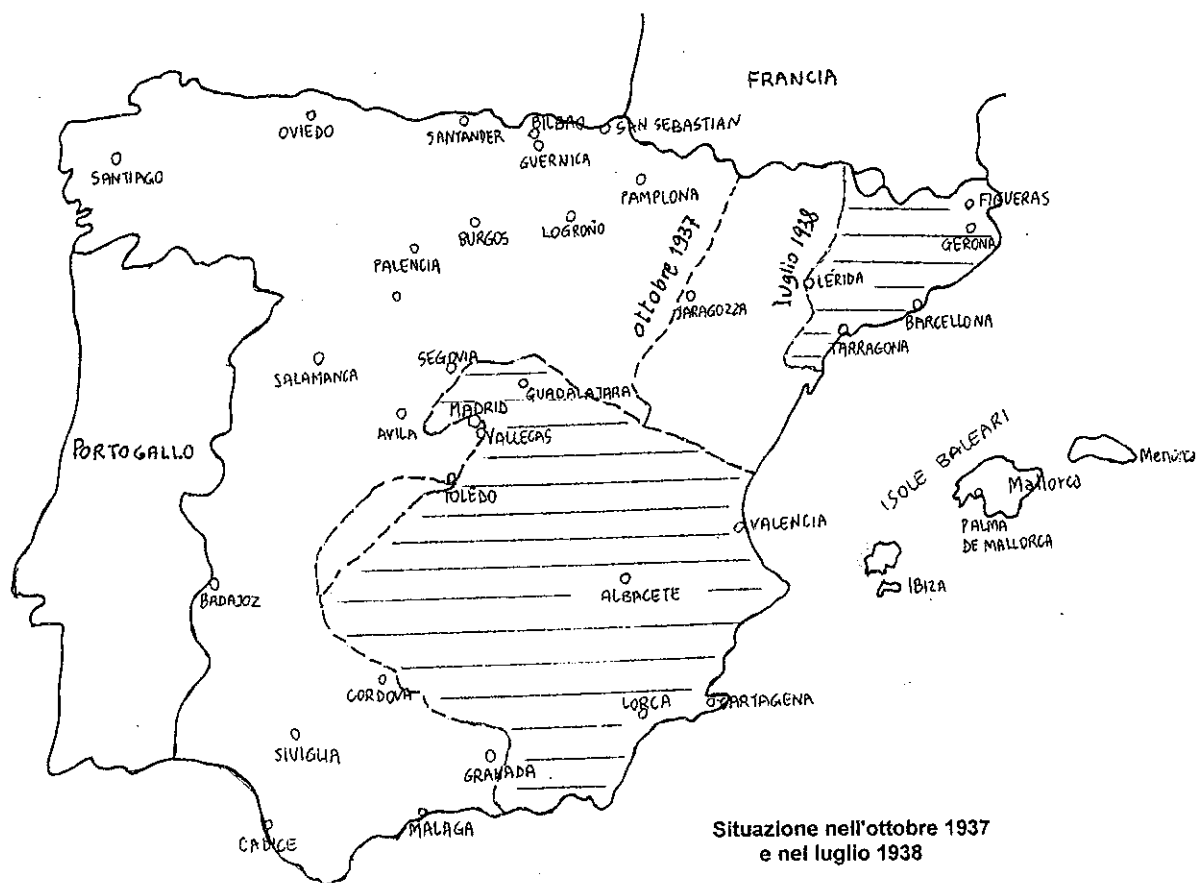 FRANCIA
OVIEDO
SANTANDER
BILBAO
SAN SEBASTIAN
GUERNICA
SANTIAGO
PAMPLONA
FIGUERAS
BURGOS
LOGROÑO
GERONA
PALENCIA
ottobre 1937
luglio 1938
LÉRIDA
JARAGOZZA
BARCELLONA
TARRAGONA
SEGOVIA
SALAMANCA
GUADALAJARA
MADRID
AVILA
VALLECAS
PORTOGALLO
ISOLE BALEARI
Menorca
Mallorca
TOLEDO
VALENCIA
PALMA
DE MALLORCA
BADAJOZ
ALBACETE
IBIZA
CORDOVA
LORCA
CARTAGENA
SIVIGLIA
GRANADA
CADICE
MALAGA
Situazione nell'ottobre 1937
e nel luglio 1938